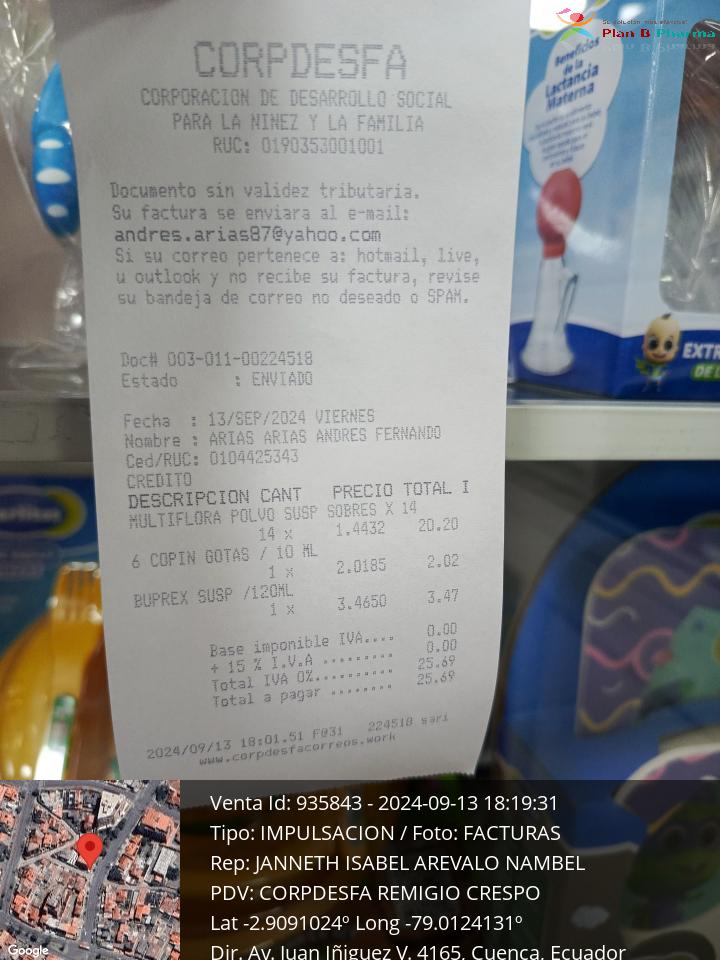 Su solución más efectiva!
Plan B Pharma
Beneficios
de la
Lactancia
Materna
CORPDESFA
CORPORACION DE DESARROLLO SOCIAL
PARA LA NINEZ Y LA FAMILIA
RUC: 0190353001001
Documento sin validez tributaria.
Su factura se enviara al e-mail:
andres.arias87@yahoo.com
Si su correo pertenece a: hotmail, live,
u outlook y no recibe su factura, revise
su bandeja de correo no deseado o SPAM.
Doc# 003-011-00224518
Estado : ENVIADO
Fecha : 13/SEP/2024 VIERNES
Nombre : ARIAS ARIAS ANDRES FERNANDO
Ced/RUC: 0104425343
CREDITO
DESCRIPCION CANT PRECIO TOTAL I
MULTIFLORA POLVO SUSP SOBRES X 14
14 x 1.4432 20.20
6 COPIN GOTAS / 10 ML
1 x 2.0185 2.02
BUPREX SUSP /120ML
1 x 3.4650 3.47
Base imponible IVA.... 0.00
+ 15 % I.V.A ......... 0.00
Total IVA 0%.......... 25.69
Total a pagar ........ 25.69
2024/09/13 18:01.51 F031 224518 sari
www.corpdesfacorreos.work
EXTR
DE L
Venta Id: 935843 - 2024-09-13 18:19:31
Tipo: IMPULSACION / Foto: FACTURAS
Rep: JANNETH ISABEL AREVALO NAMBEL
PDV: CORPDESFA REMIGIO CRESPO
Lat -2.9091024º Long -79.0124131º
Dir. Av. Juan Iñiguez V. 4165, Cuenca, Ecuador
Google